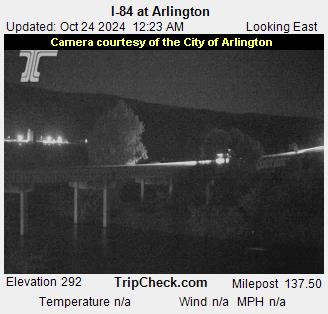 I-84 at Arlington
Updated: Oct 24 2024 12:23 AM Looking East
Camera courtesy of the City of Arlington
Elevation 292 TripCheck.com Milepost 137.50
Temperature n/a Wind n/a MPH n/a